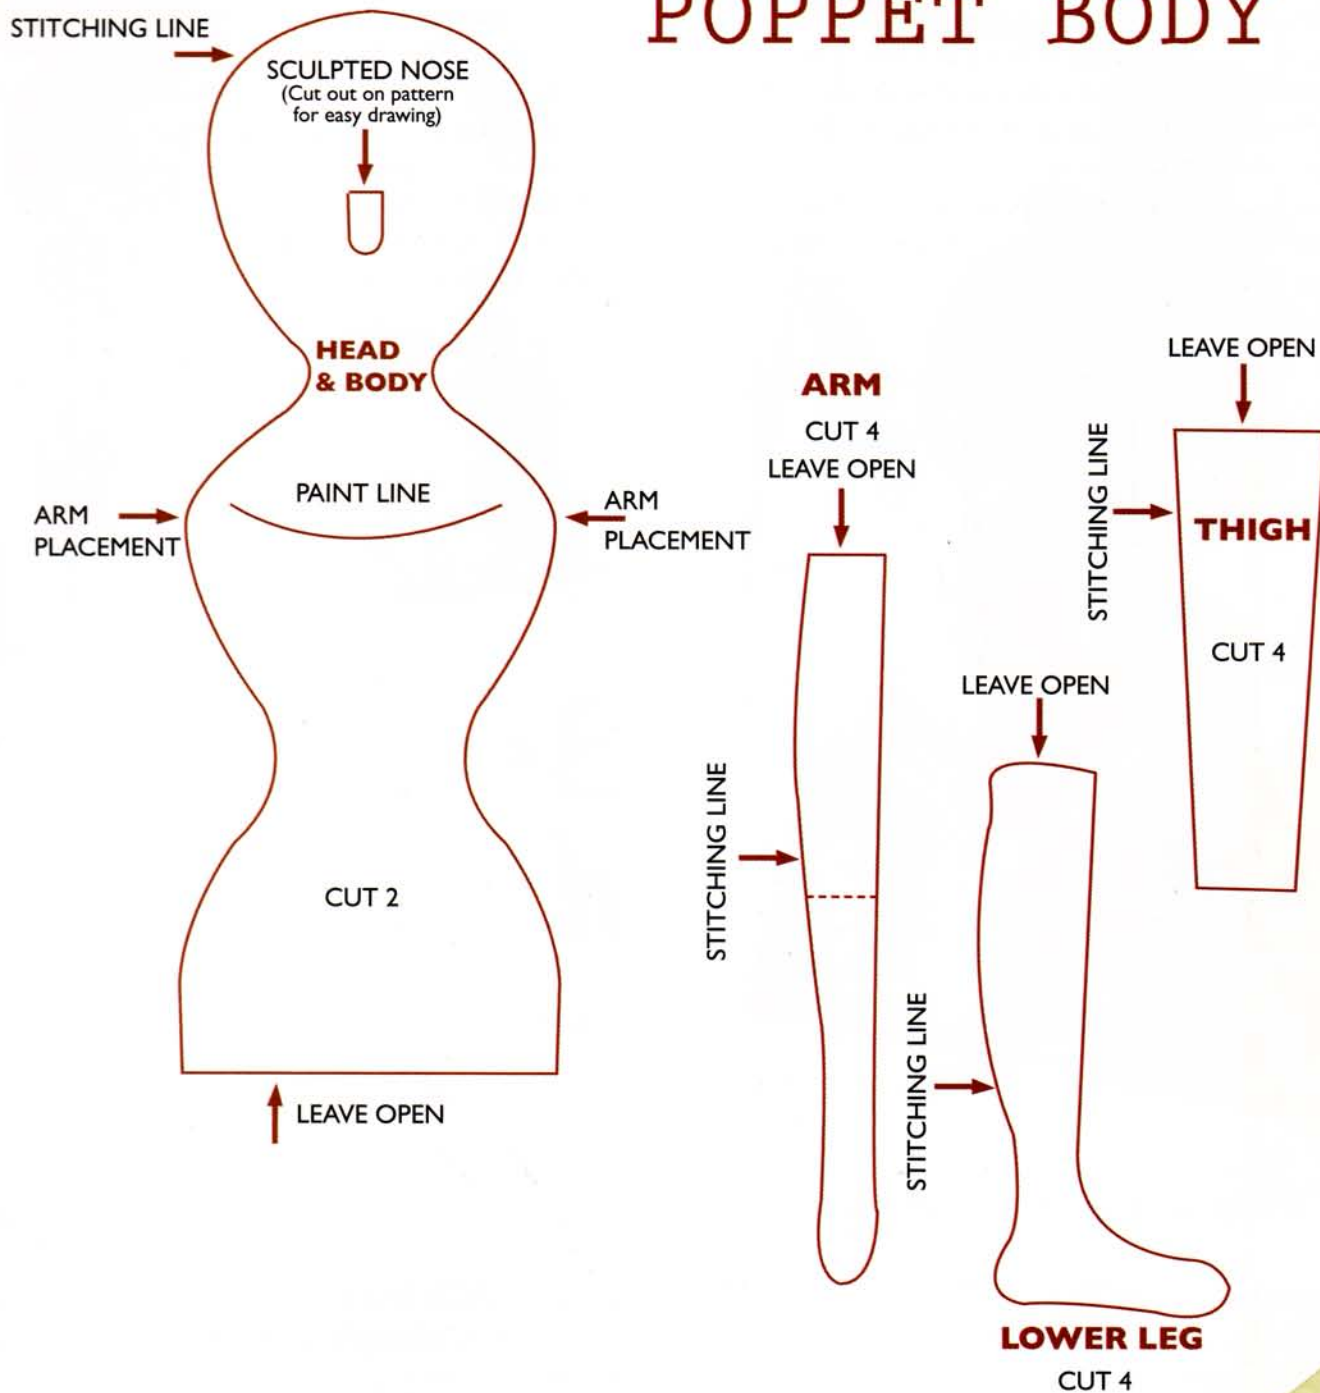 POPPET BODY
STITCHING LINE
SCULPTED NOSE
(Cut out on pattern
for easy drawing)
HEAD
& BODY
PAINT LINE
ARM
PLACEMENT
ARM
PLACEMENT
CUT 2
LEAVE OPEN
ARM
CUT 4
LEAVE OPEN
STITCHING LINE
LEAVE OPEN
STITCHING LINE
LOWER LEG
CUT 4
LEAVE OPEN
STITCHING LINE
THIGH
CUT 4